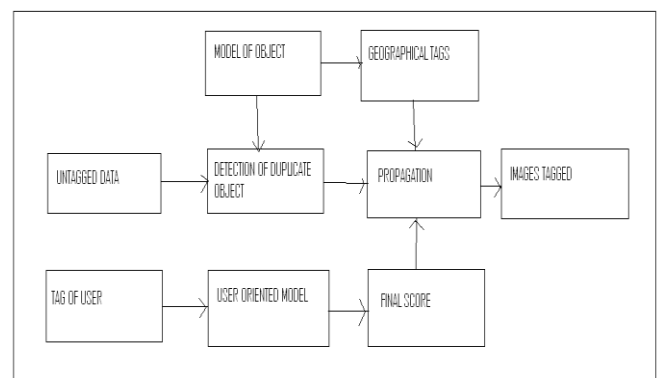 MODEL OF OBJECT
GEOGRAPHICAL TAGS
UNTAGGED DATA
DETECTION OF DUPLICATE
OBJECT
PROPAGATION
IMAGES TAGGED
TAG OF USER
USER ORIENTED MODEL
FINAL SCORE